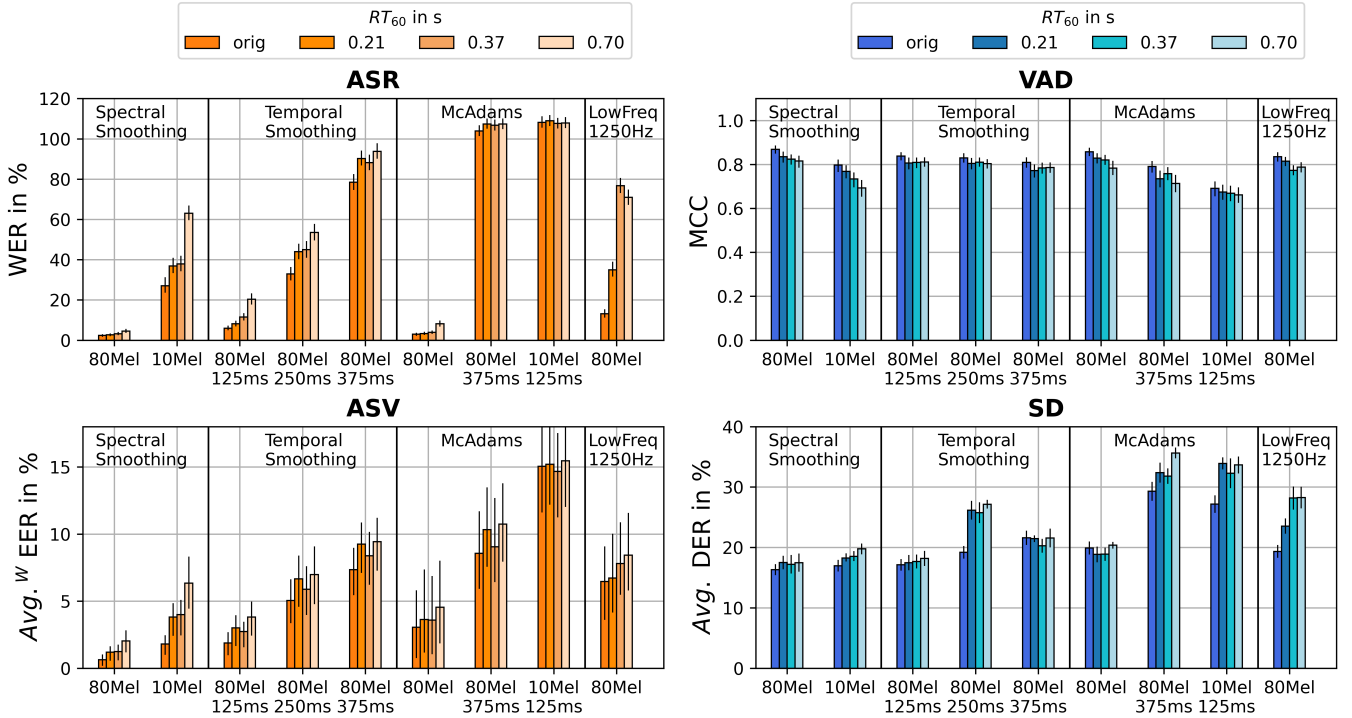 RT60 in s
orig 0.21 0.37 0.70
RT60 in s
orig 0.21 0.37 0.70
ASR
WER in %
120
100
80
60
40
20
0
Spectral
Smoothing
Temporal
Smoothing
McAdams
LowFreq
1250Hz
80Mel 10Mel 80Mel 80Mel 80Mel 80Mel 80Mel 10Mel 80Mel
125ms 250ms 375ms 375ms 125ms
VAD
MCC
1.0
0.8
0.6
0.4
0.2
0.0
Spectral
Smoothing
Temporal
Smoothing
McAdams
LowFreq
1250Hz
80Mel 10Mel 80Mel 80Mel 80Mel 80Mel 80Mel 10Mel 80Mel
125ms 250ms 375ms 375ms 125ms
ASV
Avg. W EER in %
15
10
5
0
Spectral
Smoothing
Temporal
Smoothing
McAdams
LowFreq
1250Hz
80Mel 10Mel 80Mel 80Mel 80Mel 80Mel 80Mel 10Mel 80Mel
125ms 250ms 375ms 375ms 125ms
SD
Avg. DER in %
40
30
20
10
0
Spectral
Smoothing
Temporal
Smoothing
McAdams
LowFreq
1250Hz
80Mel 10Mel 80Mel 80Mel 80Mel 80Mel 80Mel 10Mel 80Mel
125ms 250ms 375ms 375ms 125ms